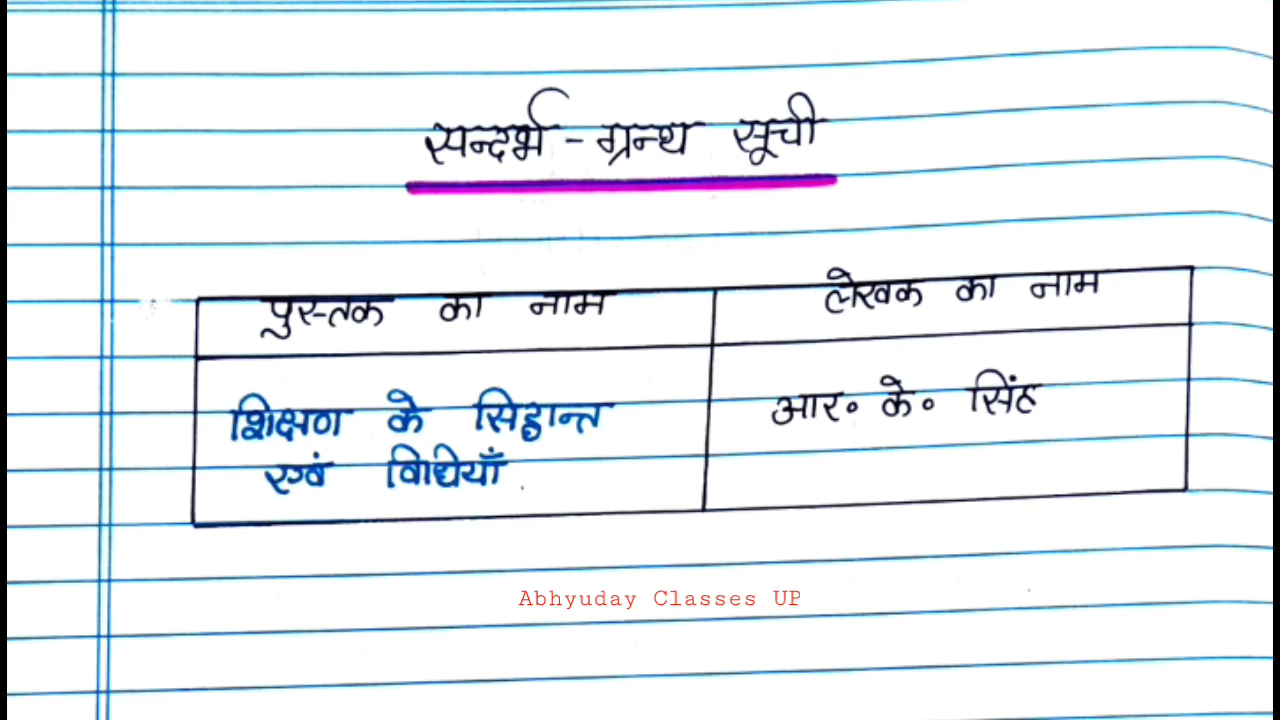 सन्दर्भ - ग्रन्थ सूची
पुस्तक का नाम लेखक का नाम
शिक्षण के सिद्धान्त आर॰ के॰ सिंह
एवं विधियाँ
Abhyuday Classes UP